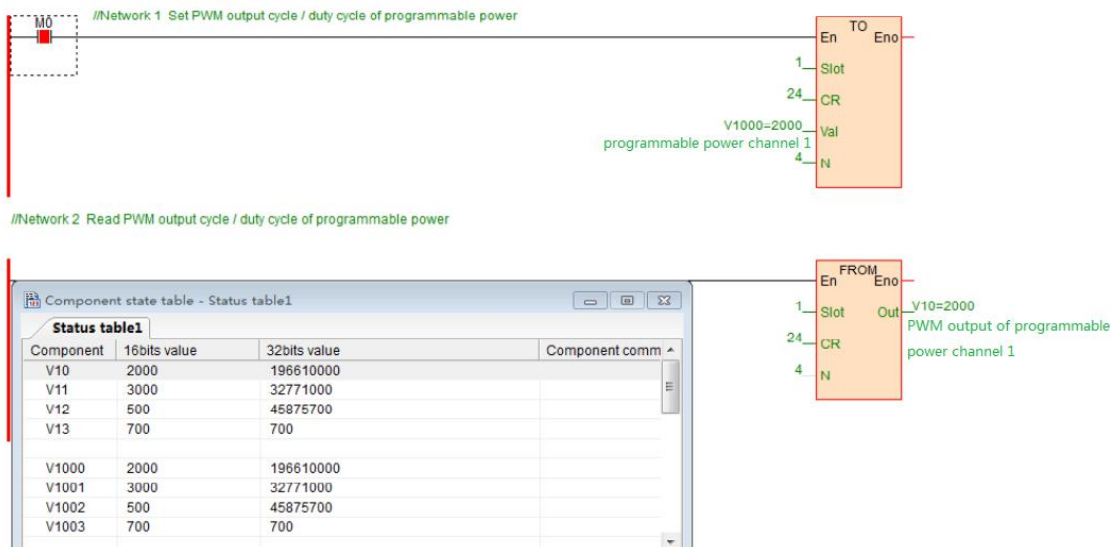 //Network 1 Set PWM output cycle / duty cycle of programmable power
M0
TO
En Eno
1 Slot
24 CR
V1000=2000 Val
programmable power channel 1
4 N
//Network 2 Read PWM output cycle / duty cycle of programmable power
FROM
En Eno
1 Slot Out V10=2000
PWM output of programmable
24 CR
power channel 1
4 N
Component state table - Status table1
Status table1
Component 16bits value 32bits value Component comm
V10 2000 196610000
V11 3000 32771000
V12 500 45875700
V13 700 700
V1000 2000 196610000
V1001 3000 32771000
V1002 500 45875700
V1003 700 700